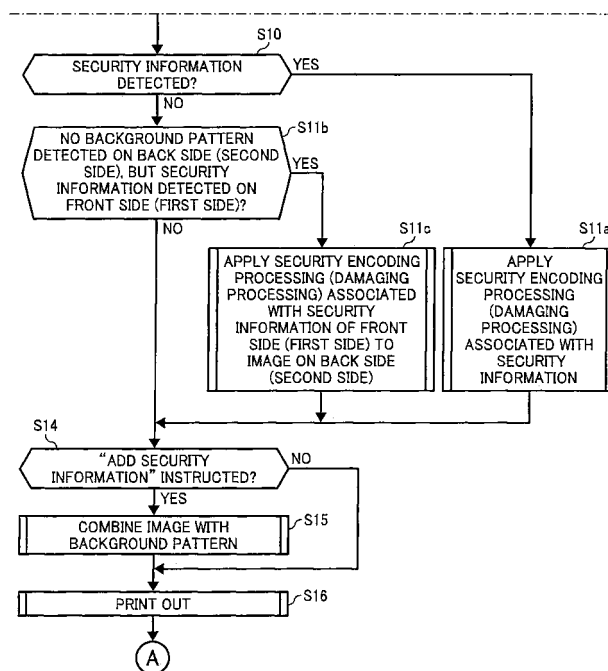 S10
SECURITY INFORMATION
DETECTED?
YES
NO
S11b
NO BACKGROUND PATTERN
DETECTED ON BACK SIDE (SECOND
SIDE), BUT SECURITY
INFORMATION DETECTED ON
FRONT SIDE (FIRST SIDE)?
YES
NO
S11c
APPLY SECURITY ENCODING
PROCESSING (DAMAGING
PROCESSING) ASSOCIATED
WITH SECURITY
INFORMATION OF FRONT
SIDE (FIRST SIDE) TO
IMAGE ON BACK SIDE
(SECOND SIDE)
S11a
APPLY
SECURITY ENCODING
PROCESSING
(DAMAGING
PROCESSING)
ASSOCIATED WITH
SECURITY
INFORMATION
S14
“ADD SECURITY
INFORMATION” INSTRUCTED?
NO
YES
COMBINE IMAGE WITH
BACKGROUND PATTERN
S15
PRINT OUT
S16
A